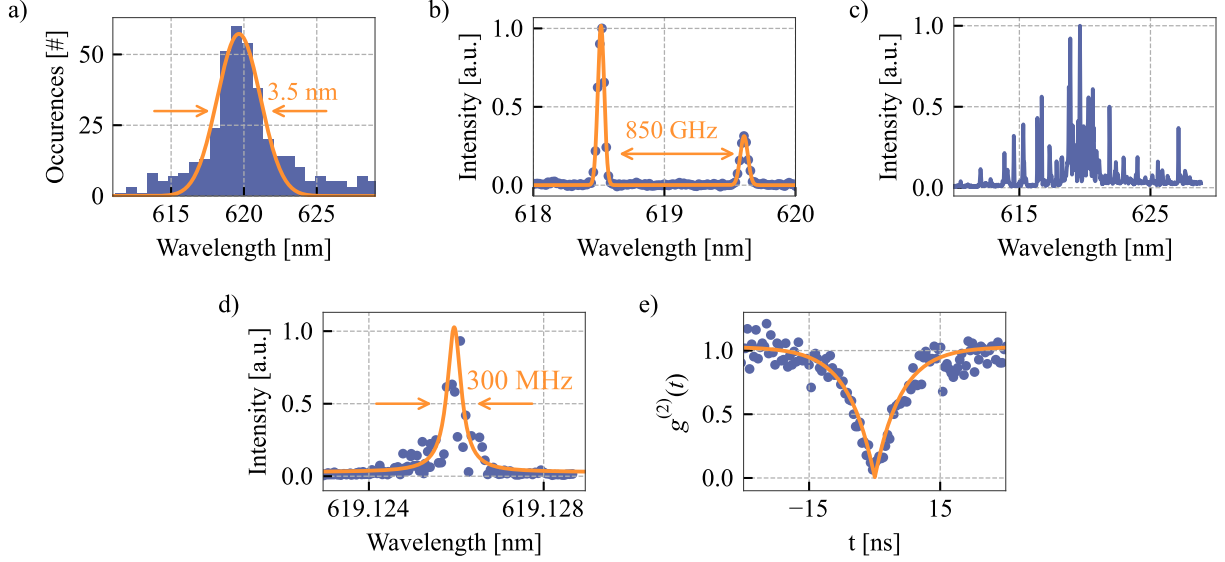 a)
Occurences [#]
50
25
0
3.5 nm
615
620
625
Wavelength [nm]
b)
Intensity [a.u.]
1.0
0.5
0.0
850 GHz
618
619
620
Wavelength [nm]
c)
Intensity [a.u.]
1.0
0.5
0.0
615
625
Wavelength [nm]
d)
Intensity [a.u.]
1.0
0.5
0.0
300 MHz
619.124
619.128
Wavelength [nm]
e)
g⁽²⁾(t)
1.0
0.5
0.0
−15
15
t [ns]